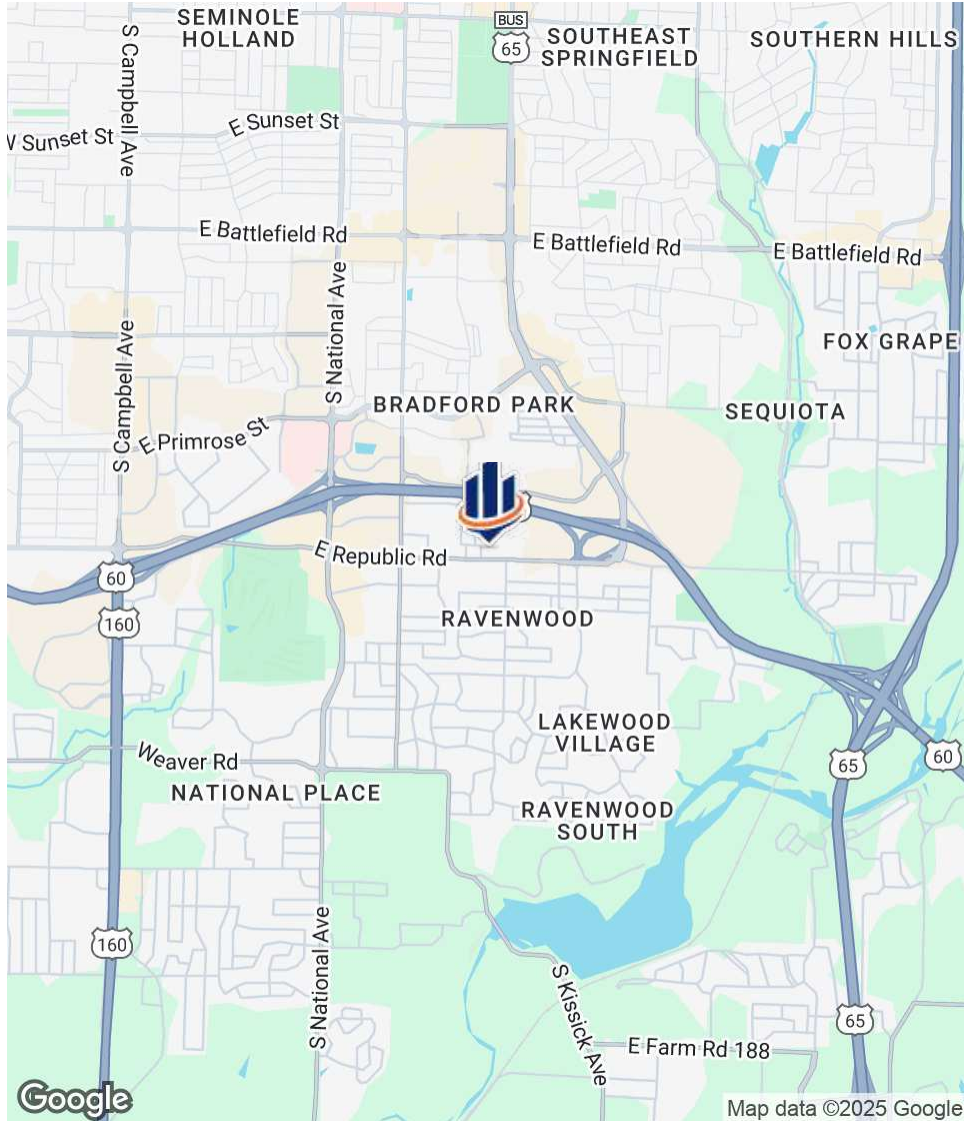 SEMINOLE
HOLLAND
S Campbell Ave
BUS
65
SOUTHEAST
SPRINGFIELD
SOUTHERN HILLS
E Sunset St
W Sunset St
E Battlefield Rd
E Battlefield Rd
E Battlefield Rd
S National Ave
S Campbell Ave
FOX GRAPE
BRADFORD PARK
SEQUIOTA
E Primrose St
E Republic Rd
60
160
RAVENWOOD
LAKEWOOD
VILLAGE
Weaver Rd
65
60
NATIONAL PLACE
RAVENWOOD
SOUTH
160
S National Ave
S Kissick Ave
65
E Farm Rd 188
Google
Map data ©2025 Google